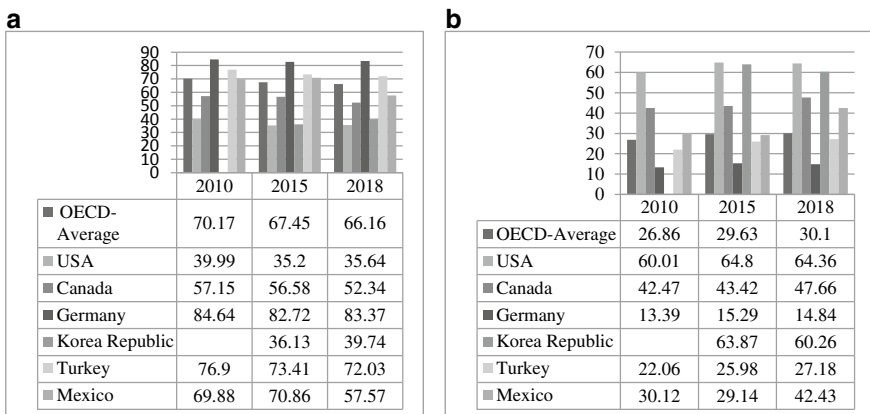 a
90
80
70
60
50
40
30
20
10
0
2010 2015 2018
OECD-
Average 70.17 67.45 66.16
USA 39.99 35.2 35.64
Canada 57.15 56.58 52.34
Germany 84.64 82.72 83.37
Korea Republic 36.13 39.74
Turkey 76.9 73.41 72.03
Mexico 69.88 70.86 57.57
b
70
60
50
40
30
20
10
0
2010 2015 2018
OECD-Average 26.86 29.63 30.1
USA 60.01 64.8 64.36
Canada 42.47 43.42 47.66
Germany 13.39 15.29 14.84
Korea Republic 63.87 60.26
Turkey 22.06 25.98 27.18
Mexico 30.12 29.14 42.43